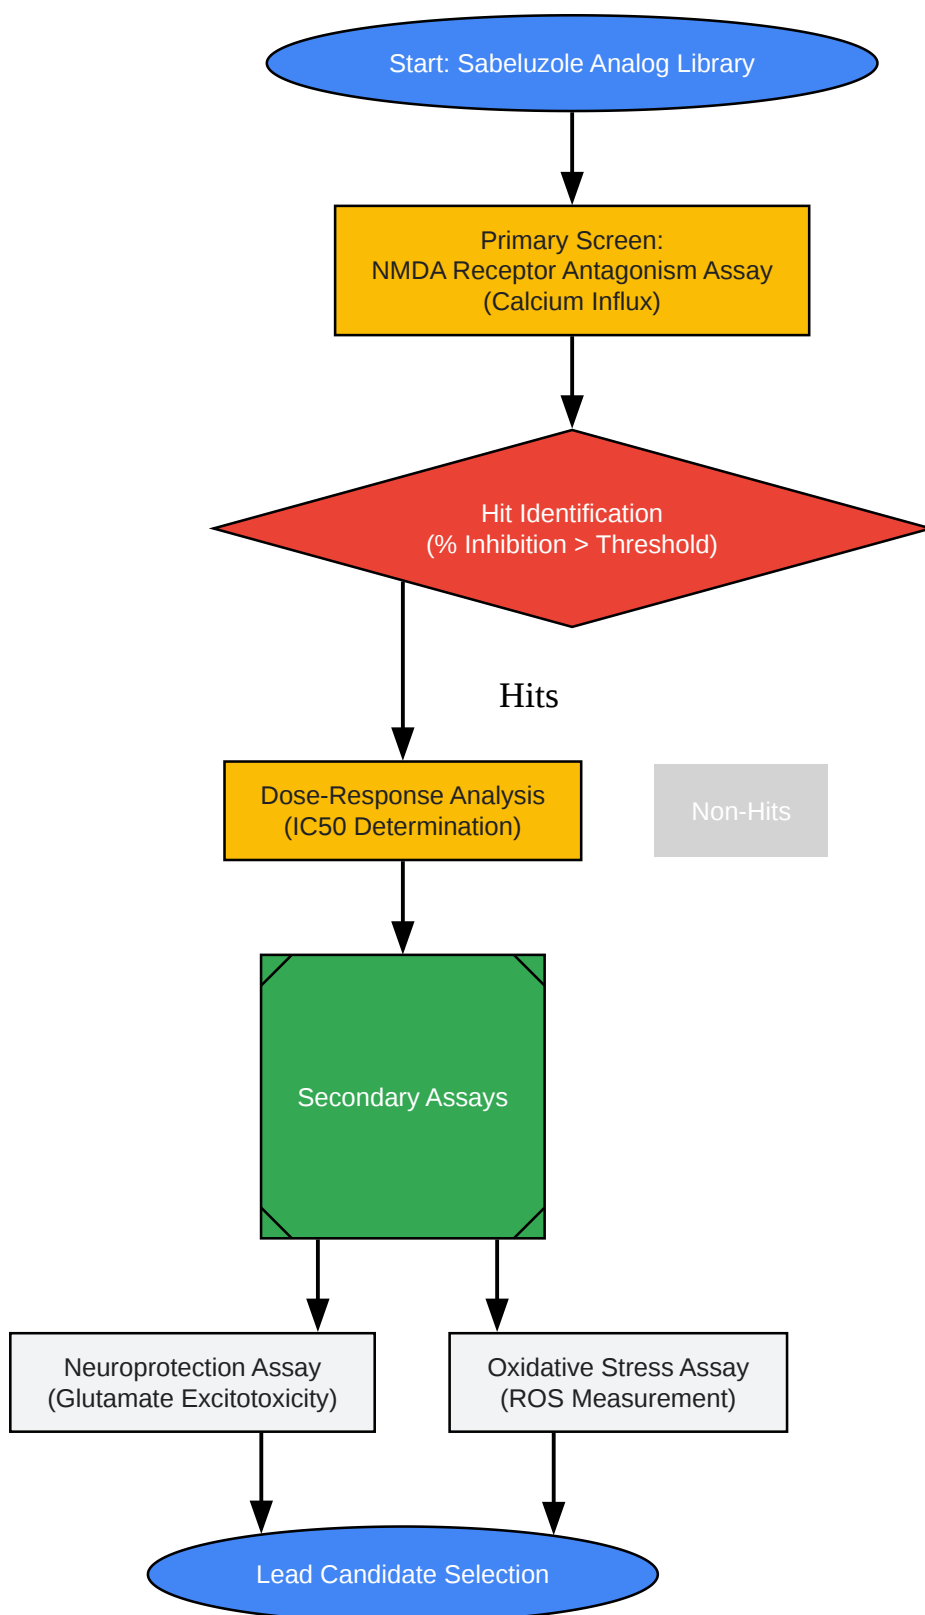 Start: Sabeluzole Analog Library
Primary Screen:
NMDA Receptor Antagonism Assay
(Calcium Influx)
Hit Identification
(% Inhibition > Threshold)
Hits
Dose-Response Analysis
(IC50 Determination)
Non-Hits
Secondary Assays
Neuroprotection Assay
(Glutamate Excitotoxicity)
Oxidative Stress Assay
(ROS Measurement)
Lead Candidate Selection